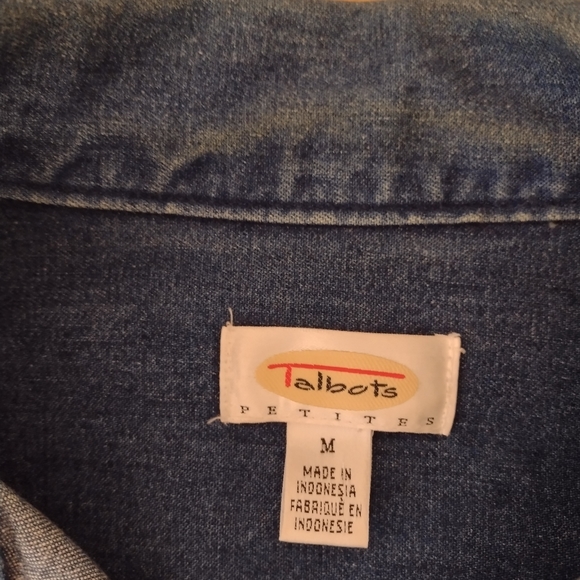 Talbots
PETITES
M
MADE IN
INDONESIA
FABRIQUÉ EN
INDONESIE